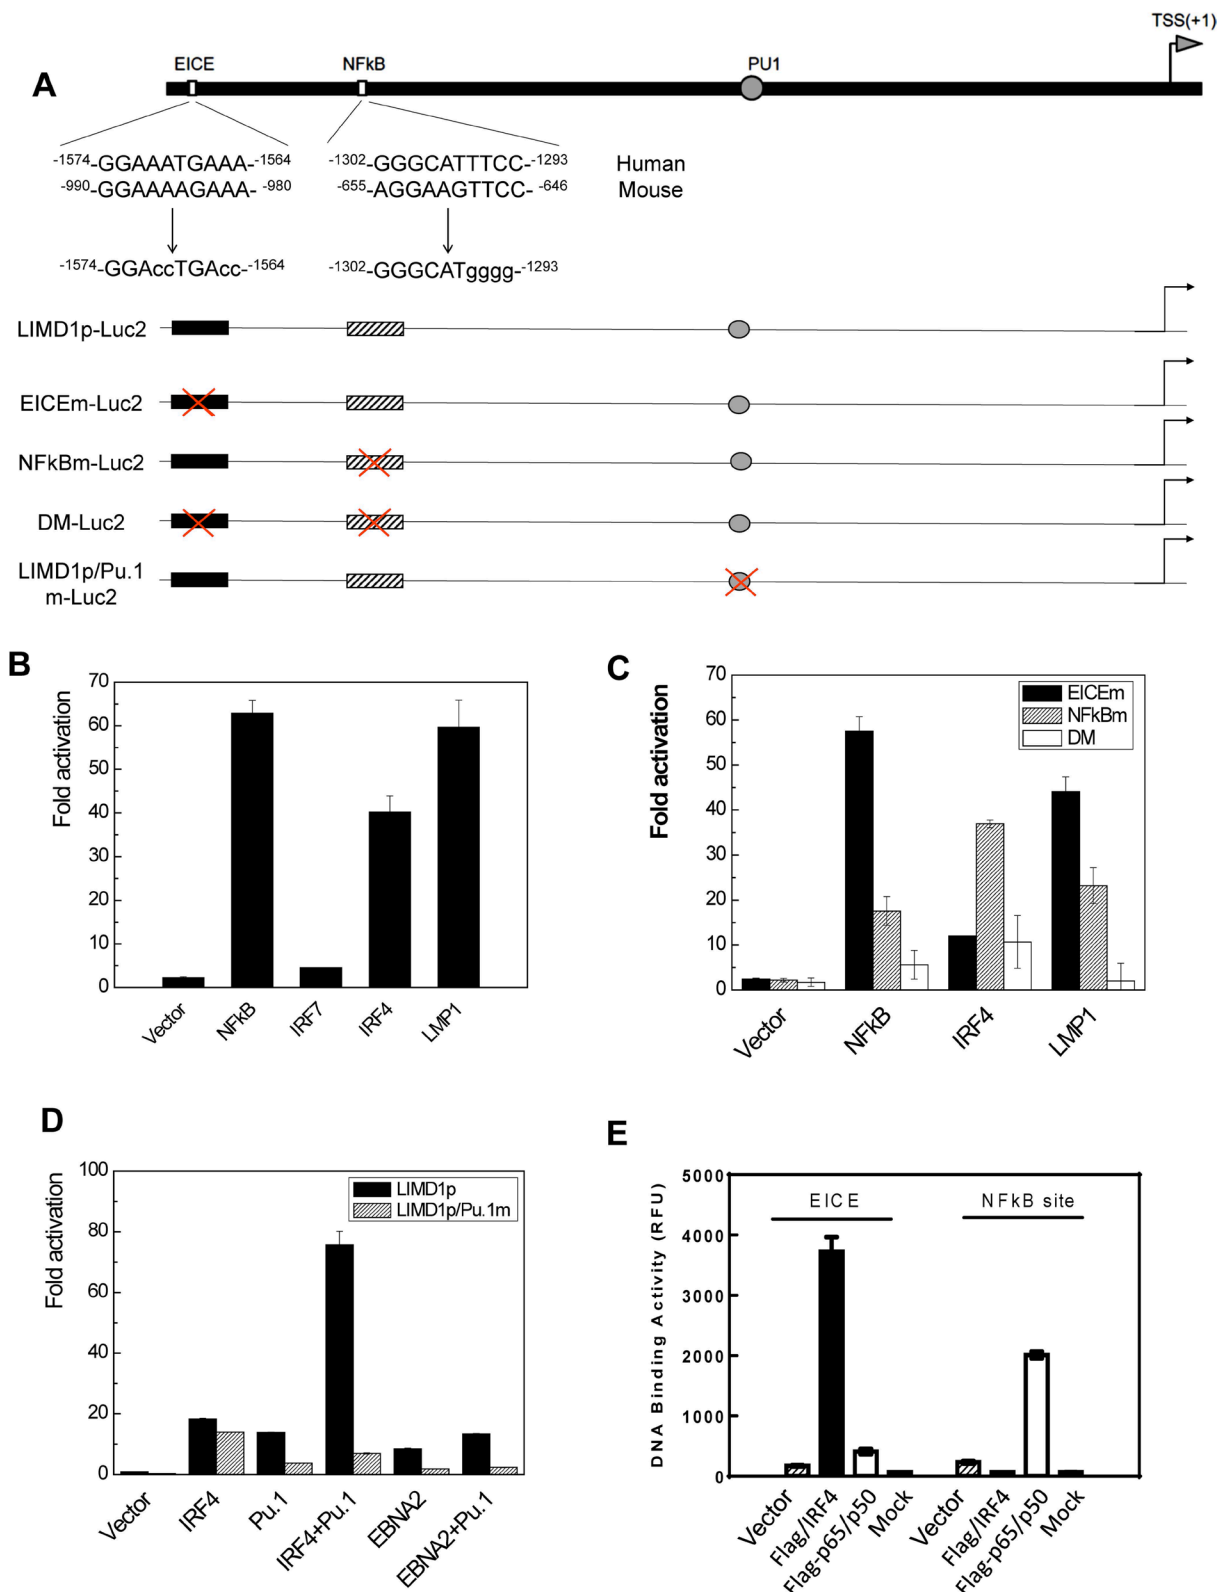 TSS(+1)
A
EICE
NFkB
PU1
-1574-GGAAATGAAA-1564
-1302-GGGCATTTCC-1293
Human
-990-GGAAAAGAAA- -980
-655-AGGAAGTTCC- -646
Mouse
-1574-GGAccTGAcc-1564
-1302-GGGCATgggg-1293
LIMD1p-Luc2
EICEm-Luc2
NFkBm-Luc2
DM-Luc2
LIMD1p/Pu.1
m-Luc2
B
Fold activation
70
60
50
40
30
20
10
0
Vector
NFkB
IRF7
IRF4
LMP1
C
Fold activation
70
60
50
40
30
20
10
0
EICEm
NFkBm
DM
Vector
NFkB
IRF4
LMP1
D
Fold activation
100
80
60
40
20
0
LIMD1p
LIMD1p/Pu.1m
Vector
IRF4
Pu.1
IRF4+Pu.1
EBNA2
EBNA2+Pu.1
E
DNA Binding Activity (RFU)
5000
4000
3000
2000
1000
0
EICE
NFkB site
Vector
Flag/IRF4
Flag-p65/p50
Mock
Vector
Flag/IRF4
Flag-p65/p50
Mock